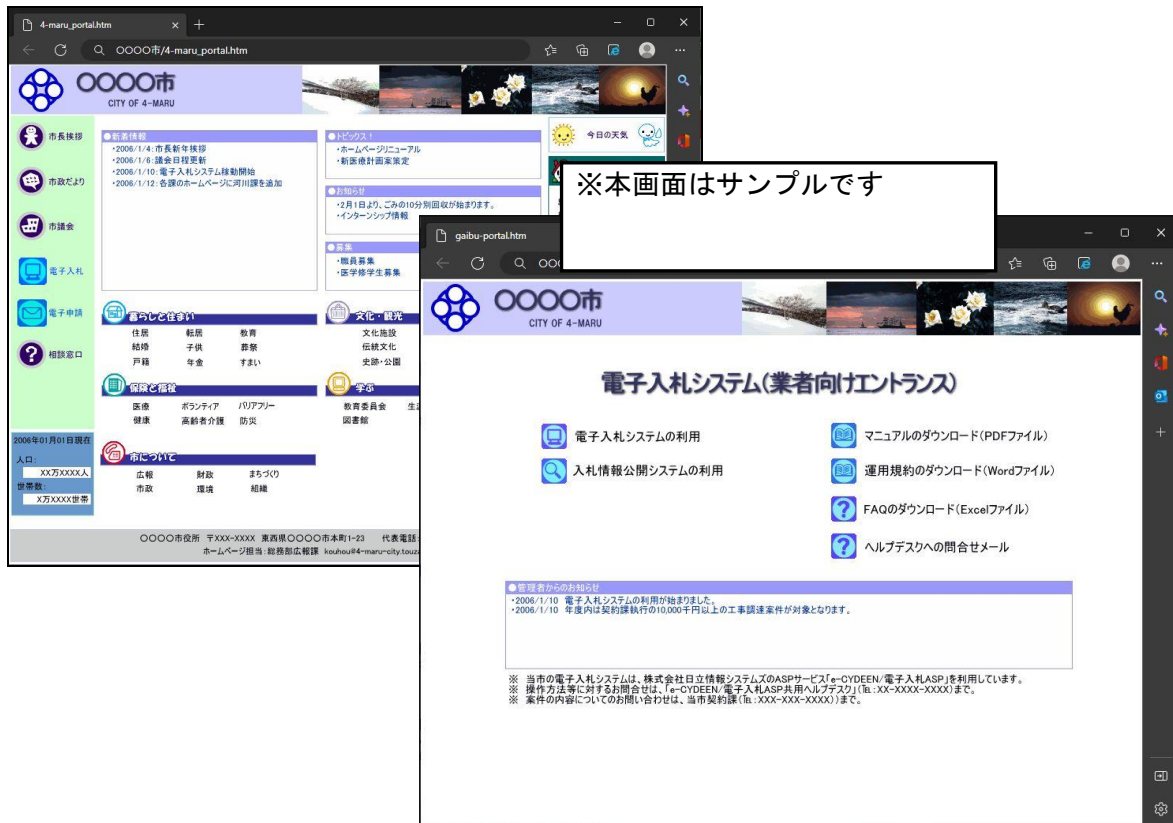 4-maru_portal.htm
〇〇〇〇市/4-maru_portal.htm
〇〇〇〇市
CITY OF 4-MARU
市長挨拶
市政だより
市議会
電子入札
電子申請
相談窓口
2006年01月01日現在
人口:
XX万XXXX人
世帯数:
X万XXXX世帯
●新着情報
・2006/1/4:市長新年挨拶
・2006/1/6:議会日程更新
・2006/1/10:電子入札システム稼動開始
・2006/1/12:各課のホームページに河川課を追加
●トピックス!
・ホームページリニューアル
・新医療計画案策定
●お知らせ
・2月1日より、ごみの10分別回収が始まります。
・インターンシップ情報
●募集
・職員募集
・医学修学生募集
今日の天気
暮らしと住まい
住居 転居 教育
結婚 子供 葬祭
戸籍 年金 すまい
文化・観光
文化施設
伝統文化
史跡・公園
保険と福祉
医療 ボランティア バリアフリー
健康 高齢者介護 防災
学ぶ
教育委員会
図書館
市について
広報 財政 まちづくり
市政 環境 組織
〇〇〇〇市役所 〒XXX-XXXX 東西県〇〇〇〇市本町1-23 代表電話
ホームページ担当:総務部広報課 kouhou@4-maru-city.touza
※本画面はサンプルです
gaibu-portal.htm
〇〇〇〇市
CITY OF 4-MARU
電子入札システム(業者向けエントランス)
電子入札システムの利用
入札情報公開システムの利用
マニュアルのダウンロード(PDFファイル)
運用規約のダウンロード(Wordファイル)
FAQのダウンロード(Excelファイル)
ヘルプデスクへの問合せメール
●管理者からのお知らせ
・2006/1/10 電子入札システムの利用が始まりました。
・2006/1/10 年度内は契約課執行の10,000千円以上の工事調達案件が対象となります。
※ 当市の電子入札システムは、株式会社日立情報システムズのASPサービス「e-CYDEEN/電子入札ASP」を利用しています。
※ 操作方法等に対するお問合せは、「e-CYDEEN/電子入札ASP共用ヘルプデスク」(℡:XX-XXXX-XXXX)まで。
※ 案件の内容についてのお問い合わせは、当市契約課(℡:XXX-XXX-XXXX))まで。